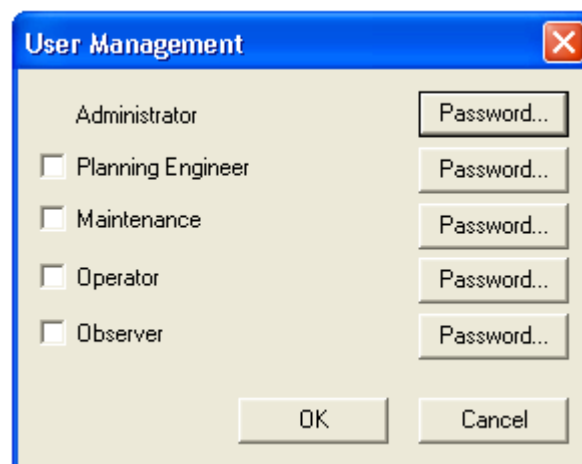 User Management
Administrator Password...
Planning Engineer Password...
Maintenance Password...
Operator Password...
Observer Password...
OK Cancel